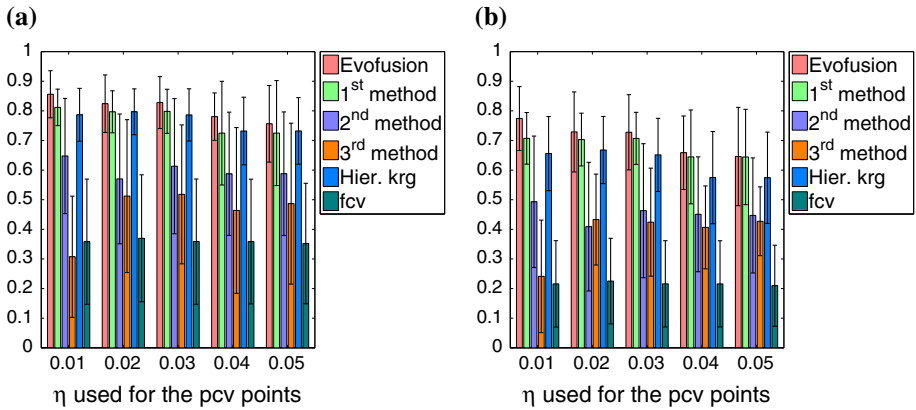 (a)
1
0.9
0.8
0.7
0.6
0.5
0.4
0.3
0.2
0.1
0
0.01 0.02 0.03 0.04 0.05
η used for the pcv points
Evofusion
1st method
2nd method
3rd method
Hier. krg
fcv
(b)
1
0.9
0.8
0.7
0.6
0.5
0.4
0.3
0.2
0.1
0
0.01 0.02 0.03 0.04 0.05
η used for the pcv points
Evofusion
1st method
2nd method
3rd method
Hier. krg
fcv